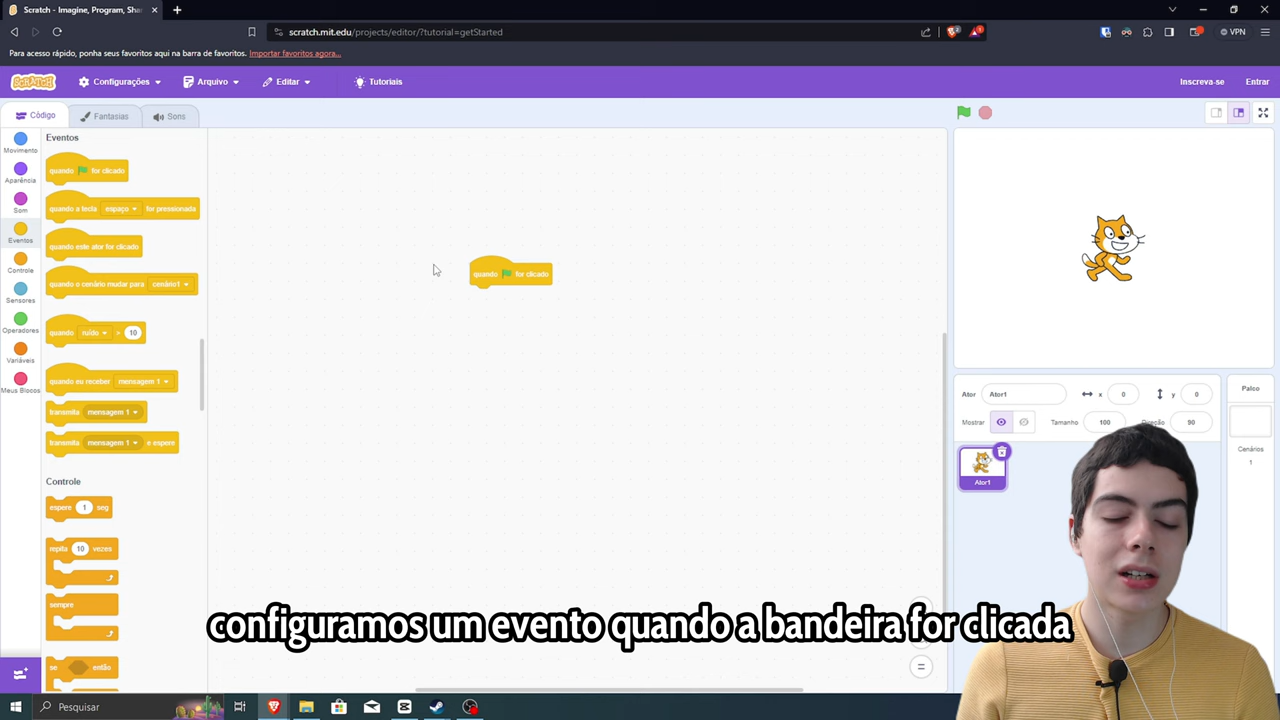 Scratch - Imagine, Program, Sha
scratch.mit.edu/projects/editor/?tutorial=getStarted
VPN
Para acesso rápido, ponha seus favoritos aqui na barra de favoritos. Importar favoritos agora...
SCRATCH
Configurações
Arquivo
Editar
Tutoriais
Inscreva-se
Entrar
Código
Fantasias
Sons
Movimento
Aparência
Som
Eventos
Controle
Sensores
Operadores
Variáveis
Meus Blocos
Eventos
quando for clicado
quando a tecla espaço for pressionada
quando este ator for clicado
quando o cenário mudar para cenário1
quando ruído > 10
quando eu receber mensagem 1
transmita mensagem 1
transmita mensagem 1 e espere
Controle
espere 1 seg
repita 10 vezes
sempre
se então
quando for clicado
Ator Ator1 x 0 y 0
Mostrar Tamanho 100 Direção 90
Ator1
Palco
Cenários
1
configuramos um evento quando a bandeira for clicada
Pesquisar